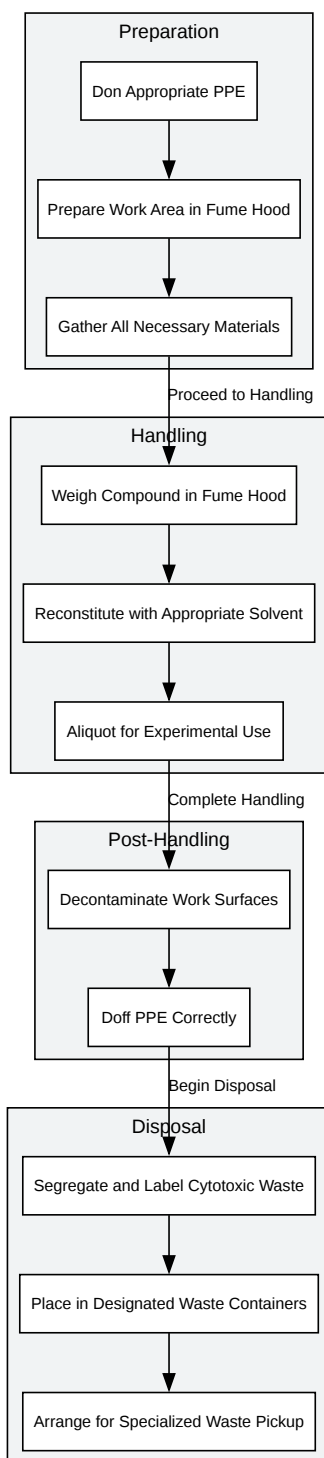 Preparation
Don Appropriate PPE
Prepare Work Area in Fume Hood
Gather All Necessary Materials
Proceed to Handling
Handling
Weigh Compound in Fume Hood
Reconstitute with Appropriate Solvent
Aliquot for Experimental Use
Complete Handling
Post-Handling
Decontaminate Work Surfaces
Doff PPE Correctly
Begin Disposal
Disposal
Segregate and Label Cytotoxic Waste
Place in Designated Waste Containers
Arrange for Specialized Waste Pickup